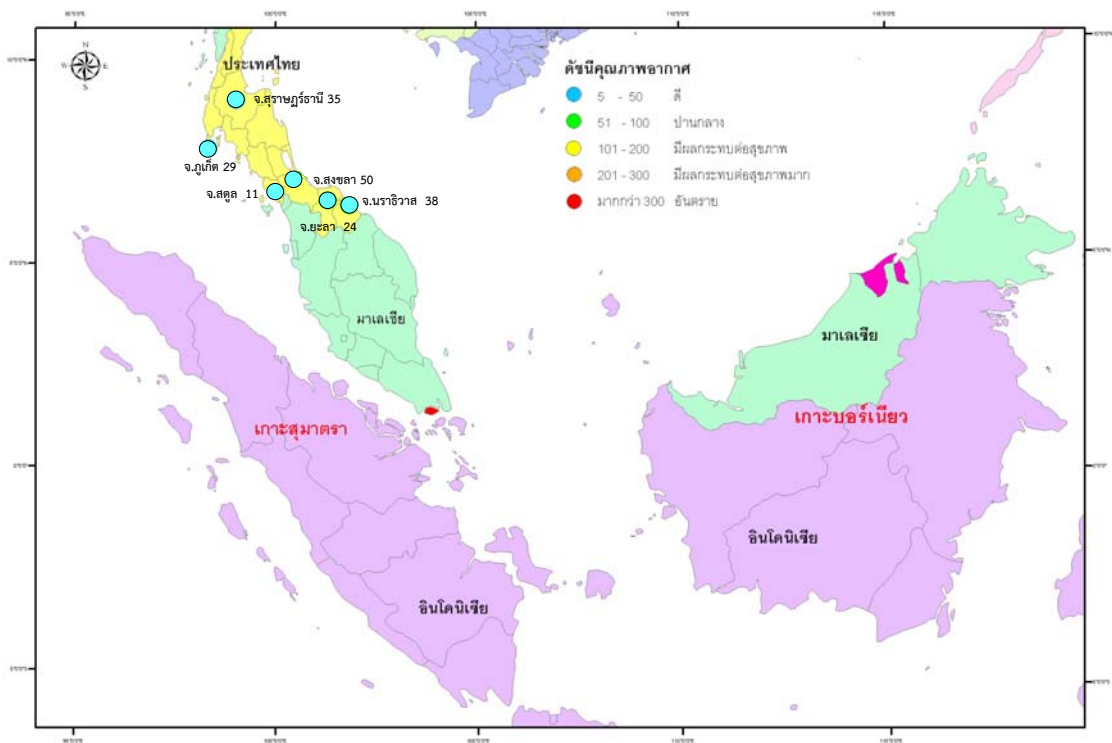 N
W E
S
ประเทศไทย
จ.สุราษฎร์ธานี 35
จ.ภูเก็ต 29
จ.สงขลา 50
จ.สตูล 11
จ.นราธิวาส 38
จ.ยะลา 24
ดัชนีคุณภาพอากาศ
5 - 50 ดี
51 - 100 ปานกลาง
101 - 200 มีผลกระทบต่อสุขภาพ
201 - 300 มีผลกระทบต่อสุขภาพมาก
มากกว่า 300 อันตราย
มาเลเซีย
มาเลเซีย
เกาะสุมาตรา
เกาะบอร์เนียว
อินโดนิเซีย
อินโดนิเซีย